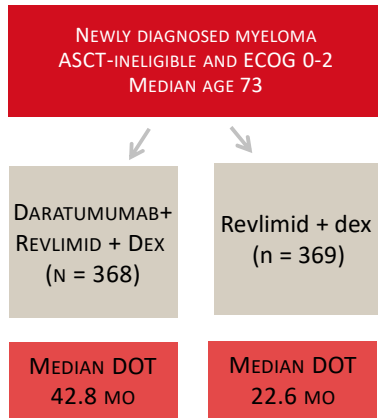 Newly diagnosed myeloma
ASCT-ineligible and ECOG 0-2
Median age 73
Daratumumab+
Revlimid + Dex
(n = 368)
Revlimid + dex
(n = 369)
Median DOT
42.8 mo
Median DOT
22.6 mo